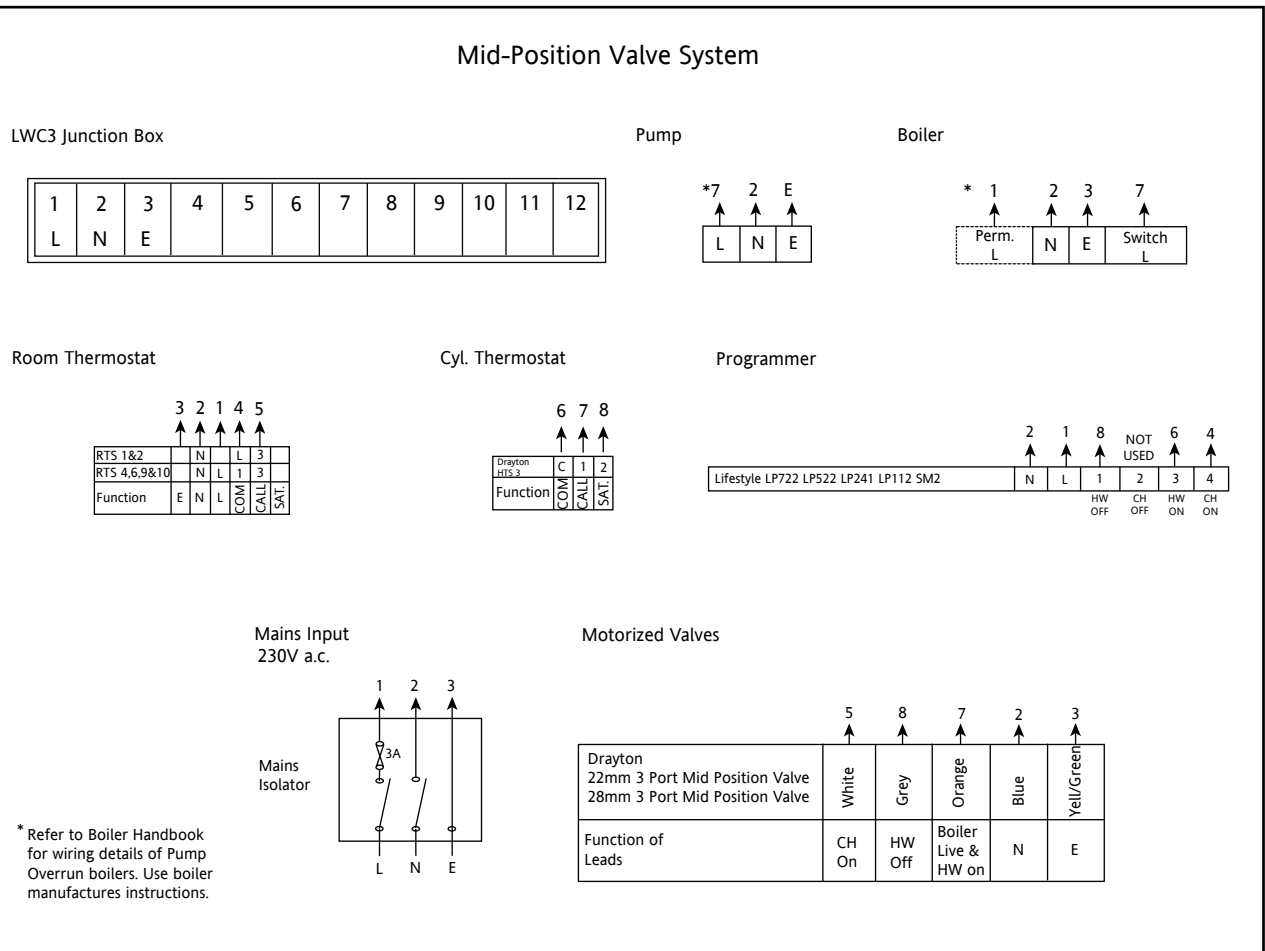 Mid-Position Valve System
LWC3 Junction Box
1 2 3 4 5 6 7 8 9 10 11 12
L N E
Pump
*7 2 E
L N E
Boiler
* 1 2 3 7
Perm. L N E Switch L
Room Thermostat
3 2 1 4 5
RTS 1&2 N L 3
RTS 4,6,9&10 N L 1 3
Function E N L COM CALL SAT.
Cyl. Thermostat
6 7 8
Drayton HTS 3 C 1 2
Function COM CALL SAT.
Programmer
2 1 8 NOT USED 6 4
Lifestyle LP722 LP522 LP241 LP112 SM2 N L 1 2 3 4
HW OFF CH OFF HW ON CH ON
Mains Input
230V a.c.
1 2 3
3A
Mains
Isolator
L N E
Motorized Valves
5 8 7 2 3
Drayton
22mm 3 Port Mid Position Valve
28mm 3 Port Mid Position Valve
White Grey Orange Blue Yell/Green
Function of
Leads
CH On HW Off Boiler Live & HW on N E
* Refer to Boiler Handbook
for wiring details of Pump
Overrun boilers. Use boiler
manufactures instructions.